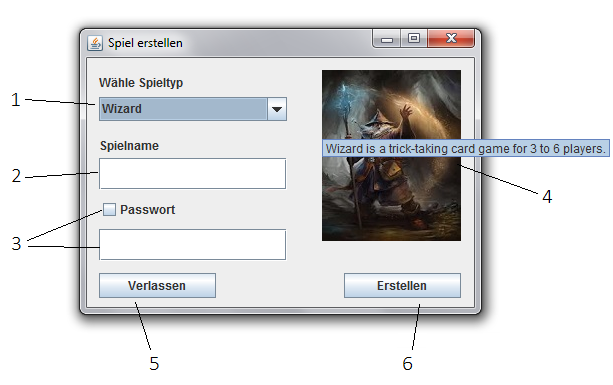 Spiel erstellen
Wähle Spieltyp
1
Wizard
Spielname
Wizard is a trick-taking card game for 3 to 6 players.
2
4
Passwort
3
Verlassen
Erstellen
5
6